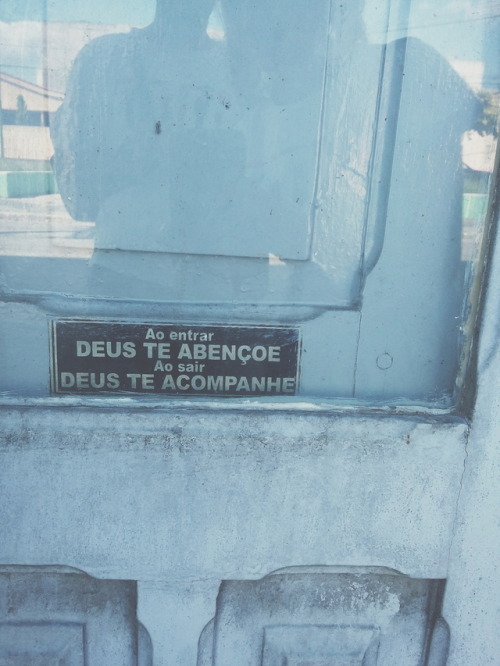 Ao entrar
DEUS TE ABENÇOE
Ao sair
DEUS TE ACOMPANHE